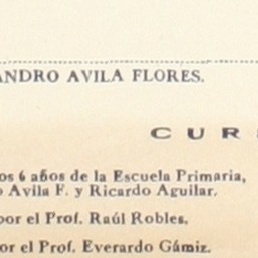 ANDRO AVILA FLORES.
CUR
os 6 años de la Escuela Primaria,
o Avila F. y Ricardo Aguilar.
por el Prof. Raúl Robles.
or el Prof. Everardo Gámiz.